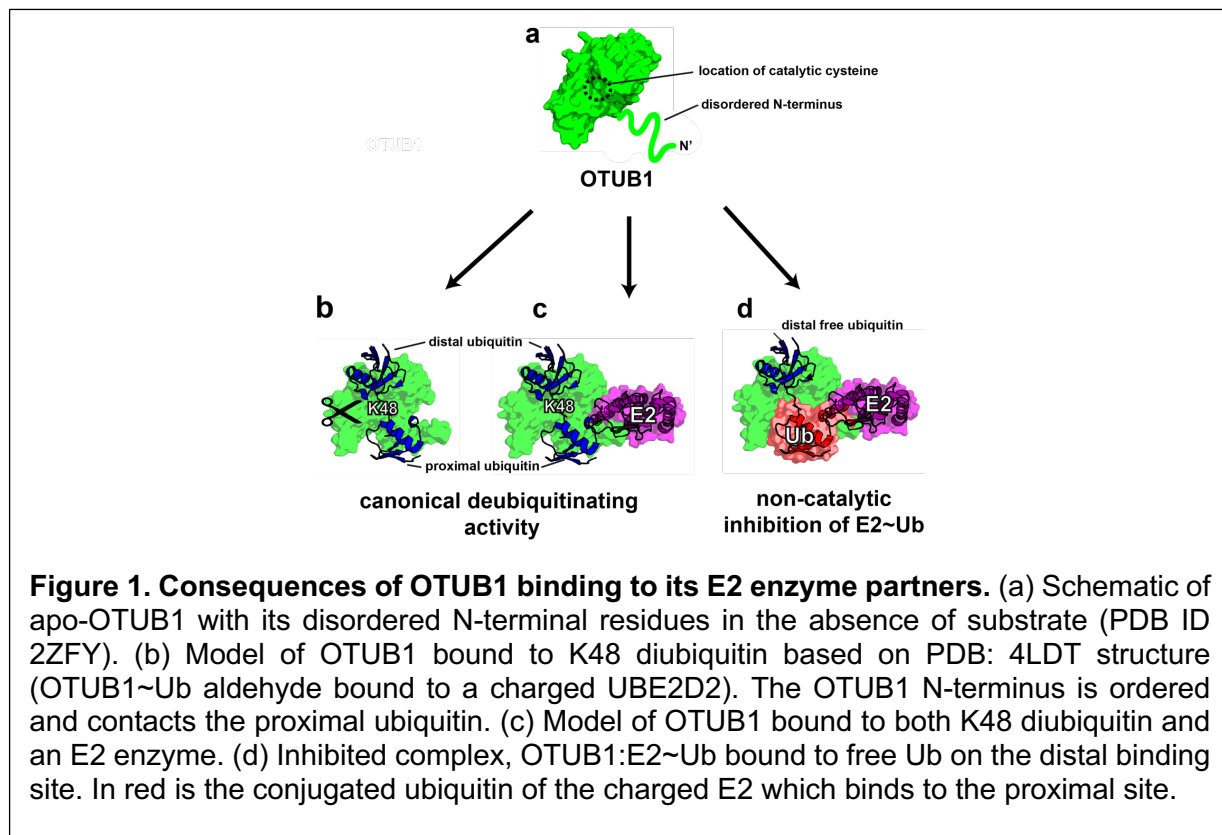 a
location of catalytic cysteine
disordered N-terminus
N'
OTUB1
OTUB1
b
c
d
distal ubiquitin
distal free ubiquitin
K48
K48
E2
Ub
E2
proximal ubiquitin
canonical deubiquitinating
activity
non-catalytic
inhibition of E2~Ub
Figure 1. Consequences of OTUB1 binding to its E2 enzyme partners. (a) Schematic of
apo-OTUB1 with its disordered N-terminal residues in the absence of substrate (PDB ID
2ZFY). (b) Model of OTUB1 bound to K48 diubiquitin based on PDB: 4LDT structure
(OTUB1~Ub aldehyde bound to a charged UBE2D2). The OTUB1 N-terminus is ordered
and contacts the proximal ubiquitin. (c) Model of OTUB1 bound to both K48 diubiquitin and
an E2 enzyme. (d) Inhibited complex, OTUB1:E2~Ub bound to free Ub on the distal binding
site. In red is the conjugated ubiquitin of the charged E2 which binds to the proximal site.